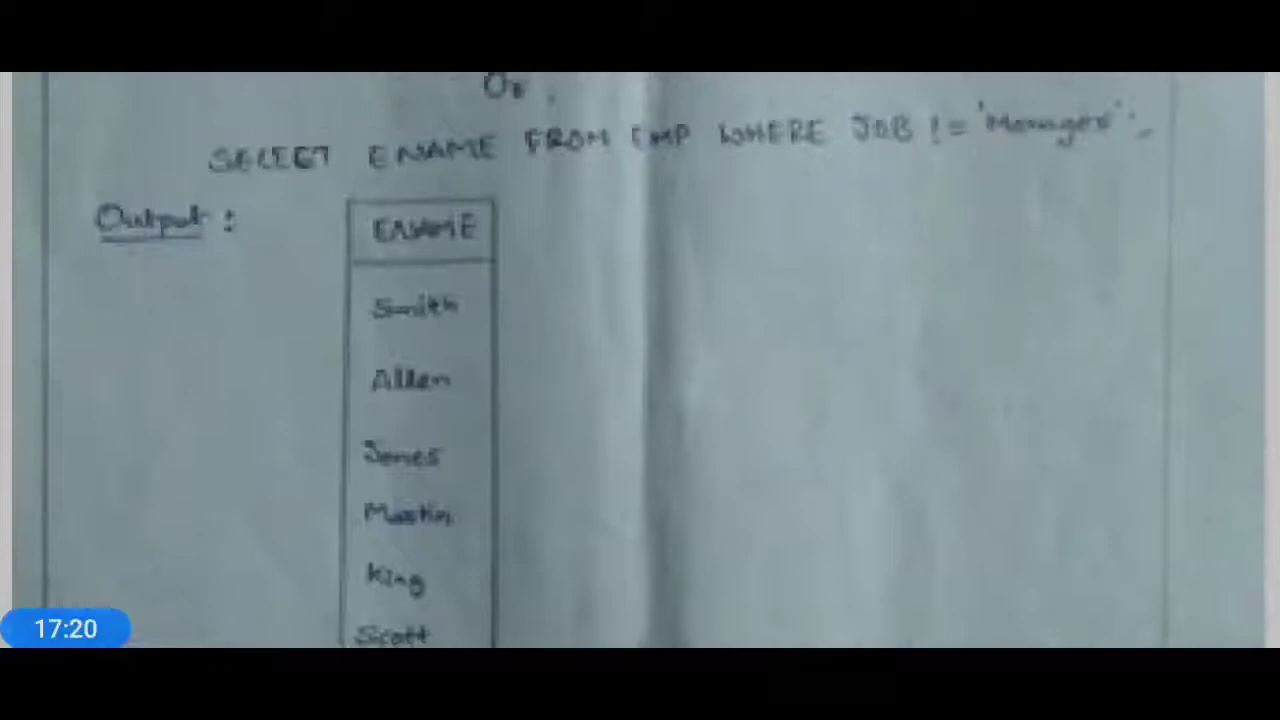 Or.
SELECT ENAME FROM EMP WHERE JOB != 'Manager';
Output :
ENAME
Smith
Allen
Jones
Martin
King
Scott
17:20